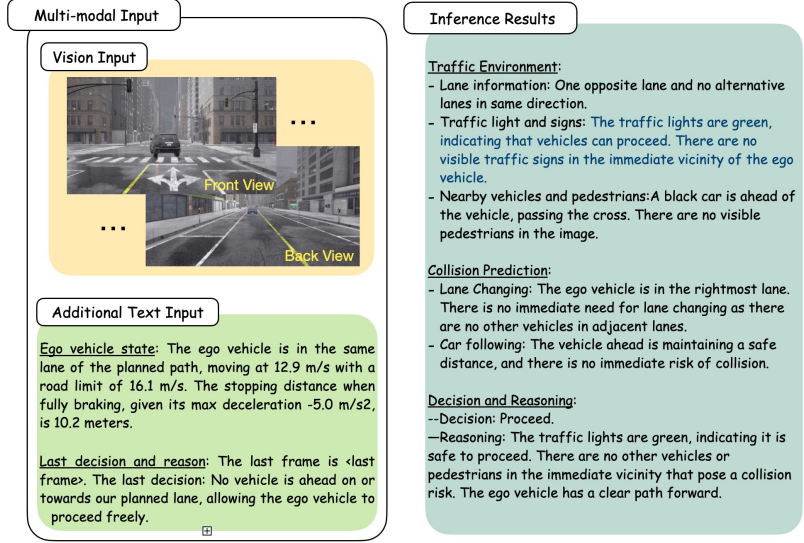 Multi-modal Input
Vision Input
...
Front View
...
Back View
Additional Text Input
Ego vehicle state: The ego vehicle is in the same
lane of the planned path, moving at 12.9 m/s with a
road limit of 16.1 m/s. The stopping distance when
fully braking, given its max deceleration -5.0 m/s2,
is 10.2 meters.
Last decision and reason: The last frame is <last
frame>. The last decision: No vehicle is ahead on or
towards our planned lane, allowing the ego vehicle to
proceed freely.
Inference Results
Traffic Environment:
- Lane information: One opposite lane and no alternative
lanes in same direction.
- Traffic light and signs: The traffic lights are green,
indicating that vehicles can proceed. There are no
visible traffic signs in the immediate vicinity of the ego
vehicle.
- Nearby vehicles and pedestrians:A black car is ahead of
the vehicle, passing the cross. There are no visible
pedestrians in the image.
Collision Prediction:
- Lane Changing: The ego vehicle is in the rightmost lane.
There is no immediate need for lane changing as there
are no other vehicles in adjacent lanes.
- Car following: The vehicle ahead is maintaining a safe
distance, and there is no immediate risk of collision.
Decision and Reasoning:
--Decision: Proceed.
—Reasoning: The traffic lights are green, indicating it is
safe to proceed. There are no other vehicles or
pedestrians in the immediate vicinity that pose a collision
risk. The ego vehicle has a clear path forward.